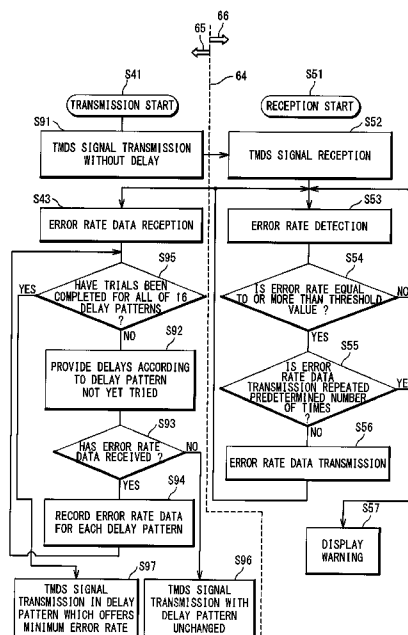 66
65
64
S41
TRANSMISSION START
S51
RECEPTION START
S91
TMDS SIGNAL TRANSMISSION
WITHOUT DELAY
S52
TMDS SIGNAL RECEPTION
S43
ERROR RATE DATA RECEPTION
S53
ERROR RATE DETECTION
S95
HAVE TRIALS BEEN
COMPLETED FOR ALL OF 16
DELAY PATTERNS
?
YES
NO
S54
IS ERROR RATE EQUAL
TO OR MORE THAN THRESHOLD
VALUE ?
NO
YES
S92
PROVIDE DELAYS ACCORDING
TO DELAY PATTERN
NOT YET TRIED
S55
IS ERROR
RATE DATA
TRANSMISSION REPEATED
PREDETERMINED NUMBER
OF TIMES
?
YES
NO
S93
HAS ERROR RATE
DATA RECEIVED ?
NO
YES
S56
ERROR RATE DATA TRANSMISSION
S94
RECORD ERROR RATE DATA
FOR EACH DELAY PATTERN
S57
DISPLAY
WARNING
S97
TMDS SIGNAL
TRANSMISSION IN DELAY
PATTERN WHICH OFFERS
MINIMUM ERROR RATE
S96
TMDS SIGNAL
TRANSMISSION WITH
DELAY PATTERN
UNCHANGED